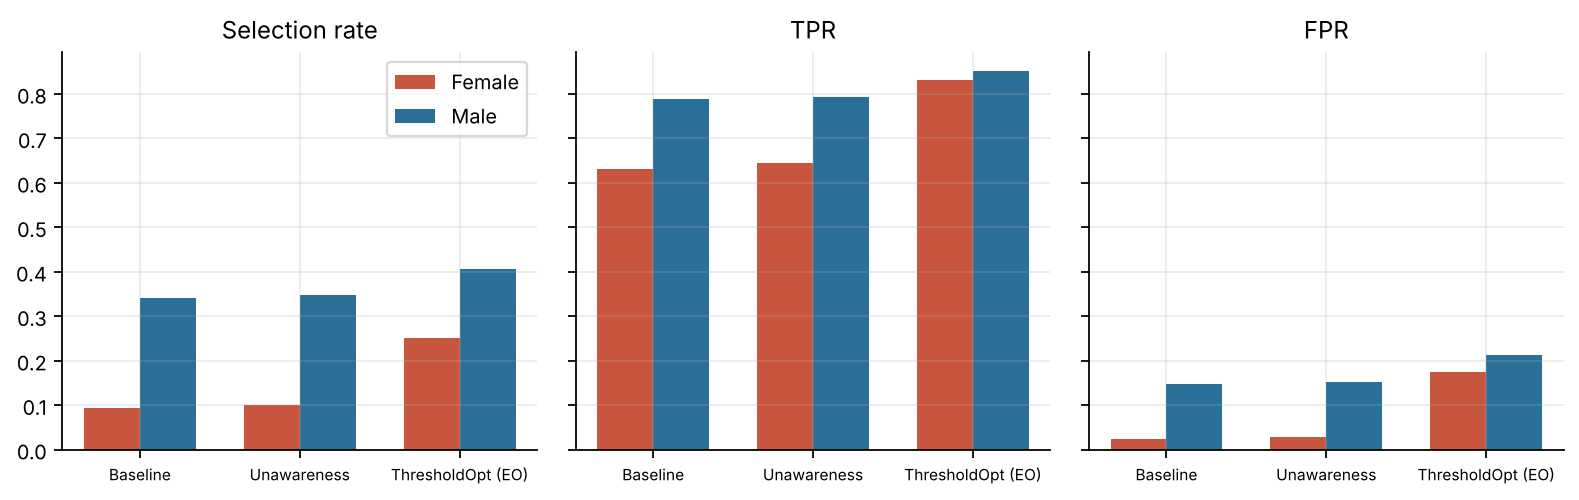 Selection rate
TPR
FPR
Female
Male
0.8
0.7
0.6
0.5
0.4
0.3
0.2
0.1
0.0
Baseline
Unawareness
ThresholdOpt (EO)
Baseline
Unawareness
ThresholdOpt (EO)
Baseline
Unawareness
ThresholdOpt (EO)